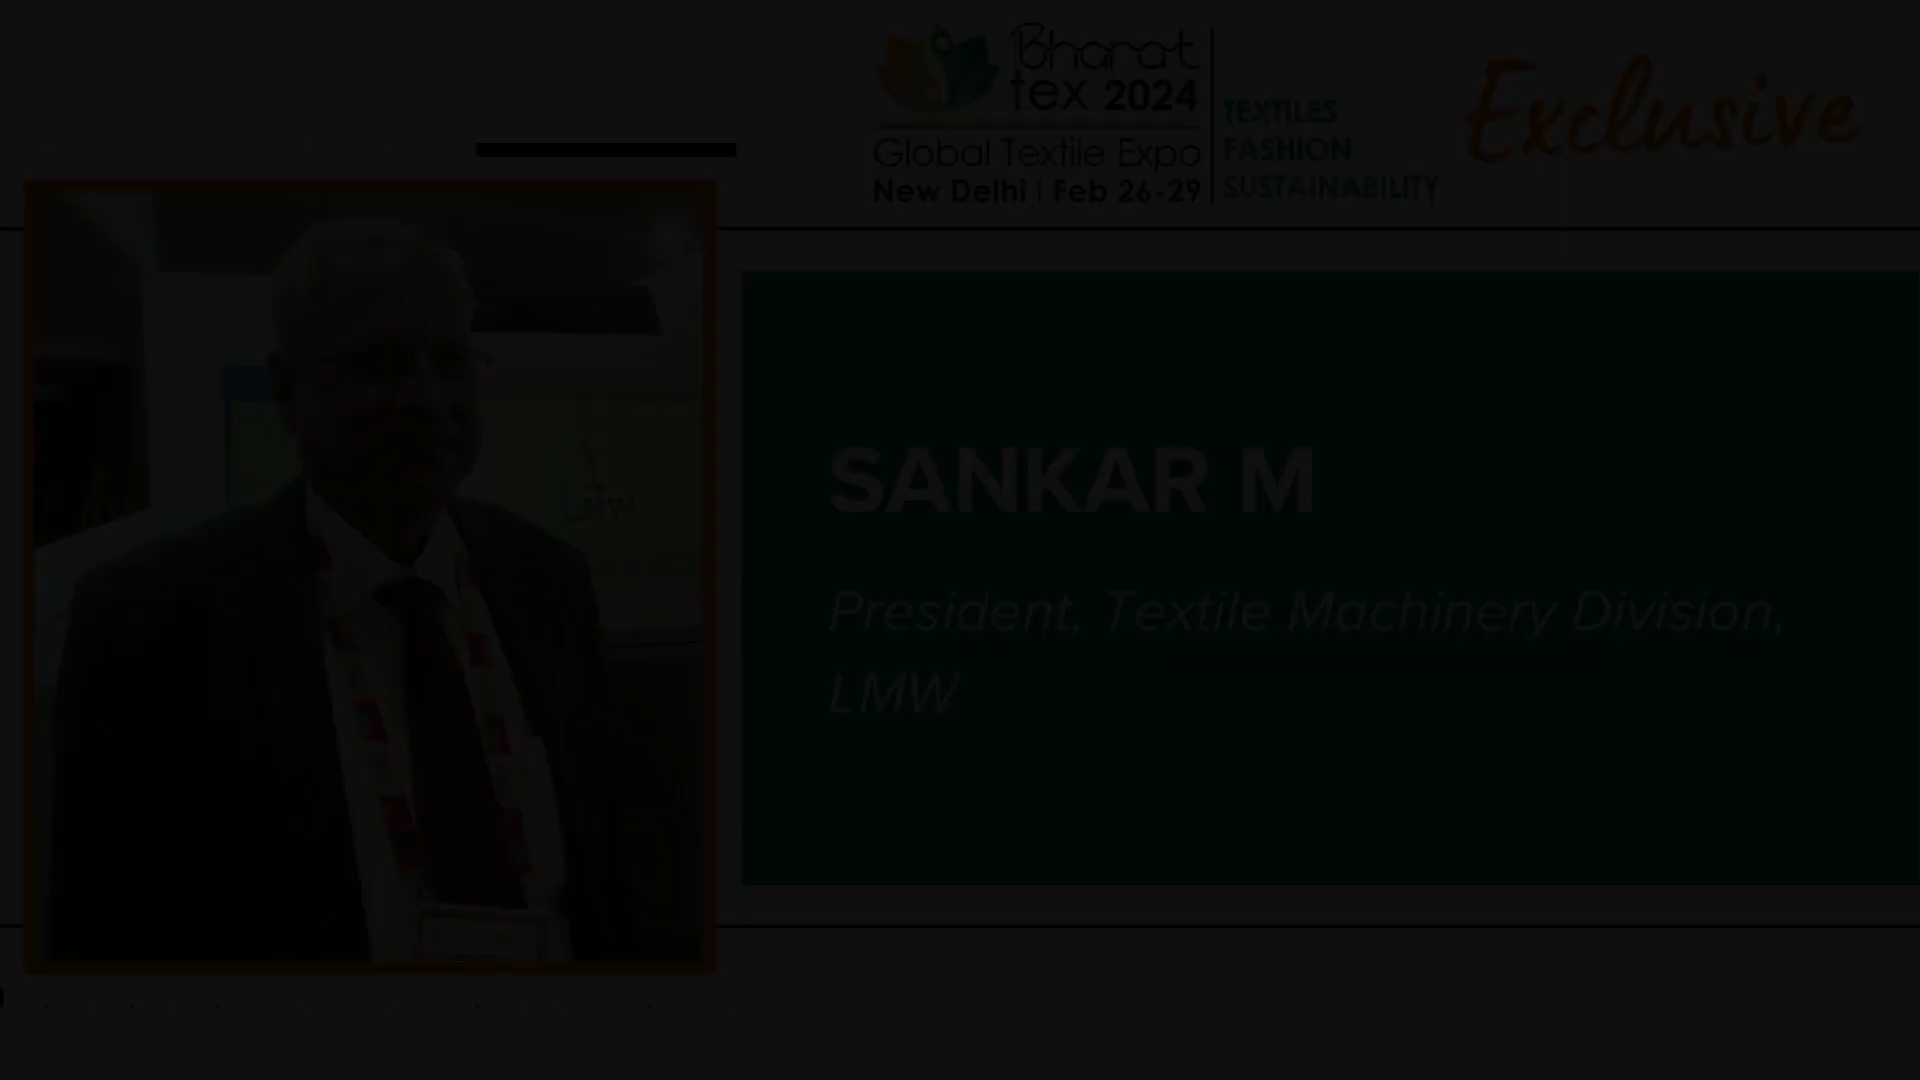 Bharat
tex 2024
Global Textile Expo
New Delhi | Feb 26-29
TEXTILES
FASHION
SUSTAINABILITY
Exclusive
LMW
SANKAR M
President, Textile Machinery Division,
LMW